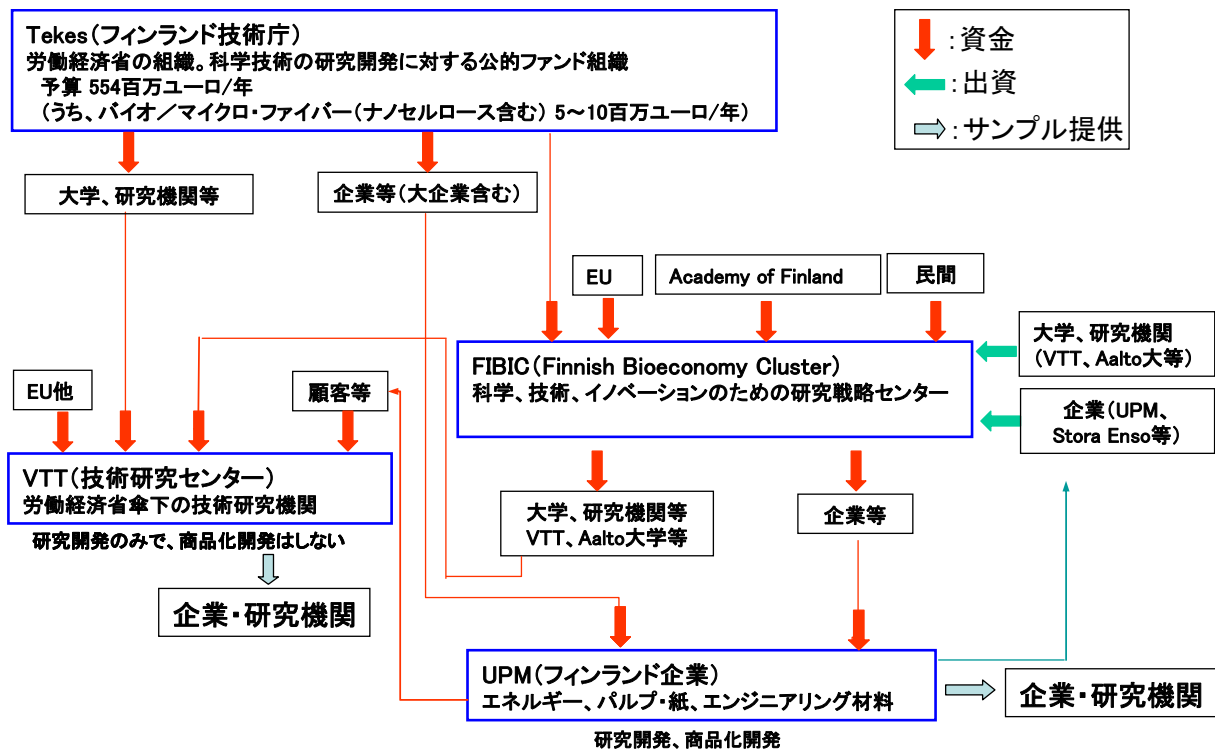 Tekes(フィンランド技術庁)
労働経済省の組織。科学技術の研究開発に対する公的ファンド組織
予算 554百万ユーロ/年
(うち、バイオ/マイクロ・ファイバー(ナノセルロース含む) 5~10百万ユーロ/年)
:資金
:出資
:サンプル提供
大学、研究機関等
企業等(大企業含む)
EU
Academy of Finland
民間
大学、研究機関
(VTT、Aalto大等)
FIBIC(Finnish Bioeconomy Cluster)
科学、技術、イノベーションのための研究戦略センター
企業(UPM、
Stora Enso等)
EU他
顧客等
VTT(技術研究センター)
労働経済省傘下の技術研究機関
研究開発のみで、商品化開発はしない
企業・研究機関
大学、研究機関等
VTT、Aalto大学等
企業等
UPM(フィンランド企業)
エネルギー、パルプ・紙、エンジニアリング材料
研究開発、商品化開発
企業・研究機関